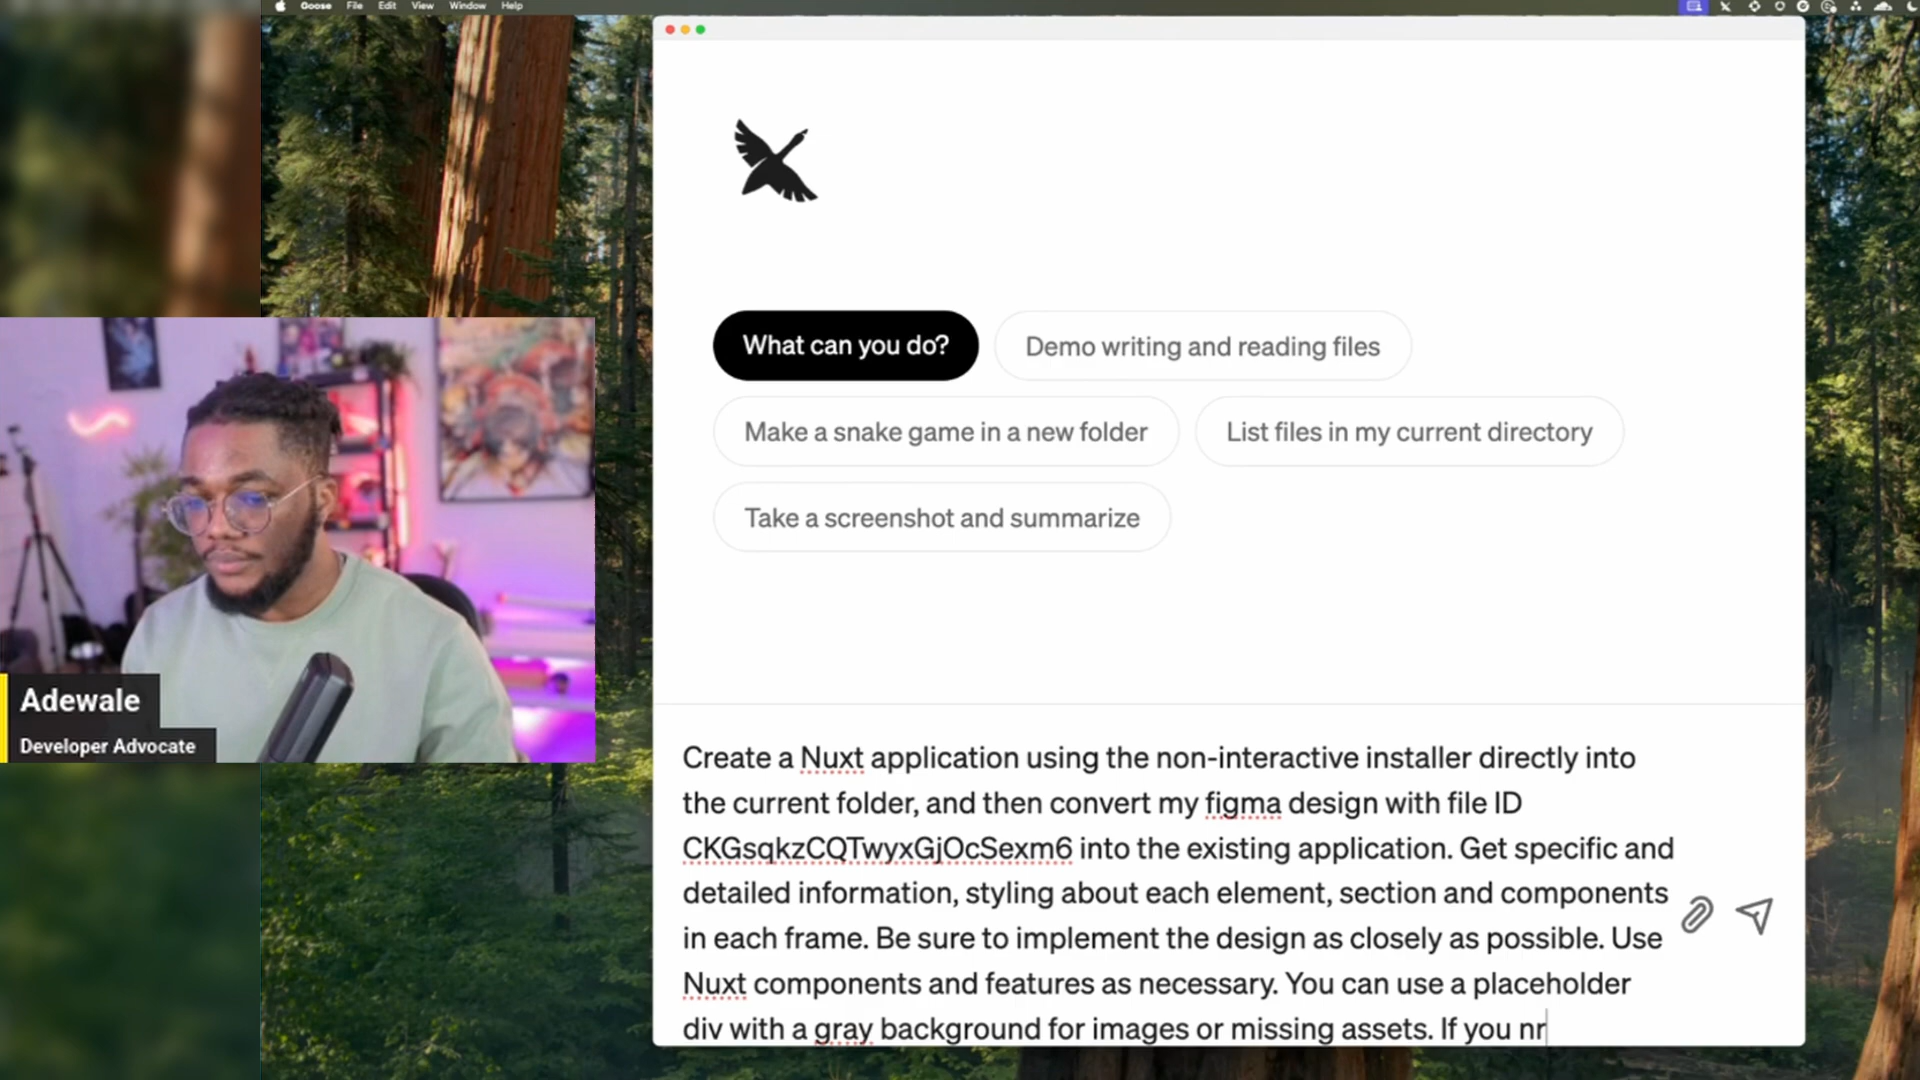 Goose File Edit View Window Help
What can you do?
Demo writing and reading files
Make a snake game in a new folder
List files in my current directory
Take a screenshot and summarize
Adewale
Developer Advocate
Create a Nuxt application using the non-interactive installer directly into
the current folder, and then convert my figma design with file ID
CKGsqkzCQTwyxGjOcSexm6 into the existing application. Get specific and
detailed information, styling about each element, section and components
in each frame. Be sure to implement the design as closely as possible. Use
Nuxt components and features as necessary. You can use a placeholder
div with a gray background for images or missing assets. If you nr